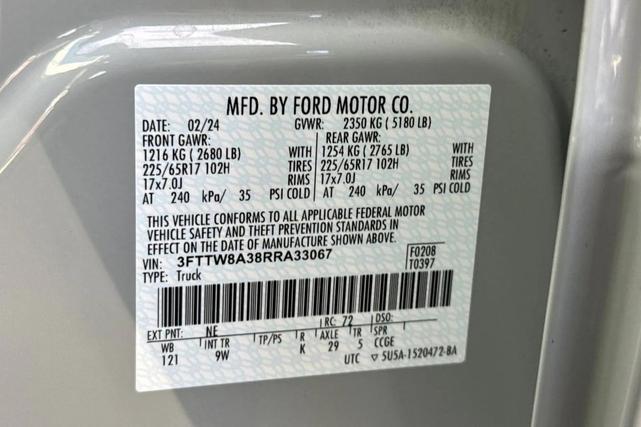 MFD. BY FORD MOTOR CO.
DATE: 02/24 GVWR: 2350 KG ( 5180 LB)
FRONT GAWR: REAR GAWR:
1216 KG ( 2680 LB) WITH 1254 KG ( 2765 LB) WITH
225/65R17 102H TIRES 225/65R17 102H TIRES
17x7.0J RIMS 17x7.0J RIMS
AT 240 kPa/ 35 PSI COLD AT 240 kPa/ 35 PSI COLD
THIS VEHICLE CONFORMS TO ALL APPLICABLE FEDERAL MOTOR
VEHICLE SAFETY AND THEFT PREVENTION STANDARDS IN
EFFECT ON THE DATE OF MANUFACTURE SHOWN ABOVE.
VIN: 3FTTW8A38RRA33067 F0208
TYPE: Truck T0397
EXT PNT: NE RC: 72 DSO:
WB INT TR TP/PS R AXLE TR SPR
121 9W K 29 5 CCGE
UTC ▽ 5U5A-1520472-BA